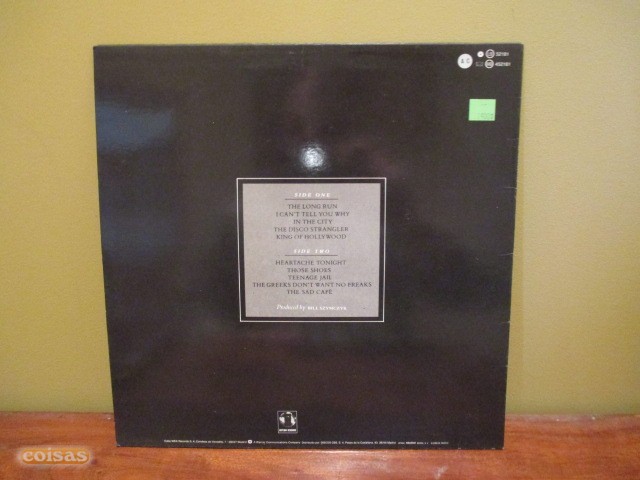 52181
452181
SIDE ONE
THE LONG RUN
I CAN'T TELL YOU WHY
IN THE CITY
THE DISCO STRANGLER
KING OF HOLLYWOOD
SIDE TWO
HEARTACHE TONIGHT
THOSE SHOES
TEENAGE JAIL
THE GREEKS DON'T WANT NO FREAKS
THE SAD CAFE
Produced by BILL SZYMCZYK
coisas